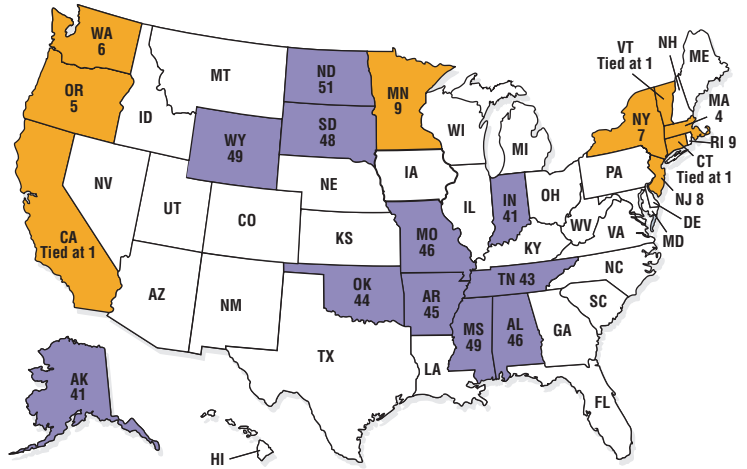 WA
6
OR
5
CA
Tied at 1
ID
NV
MT
WY
49
UT
AZ
CO
NM
ND
51
SD
48
NE
KS
OK
44
TX
MN
9
IA
MO
46
AR
45
LA
WI
IL
MI
IN
41
OH
KY
TN 43
MS
49
AL
46
GA
FL
SC
NC
VA
WV
PA
NY
7
VT
Tied at 1
NH
ME
MA
4
RI 9
CT
Tied at 1
NJ 8
DE
MD
AK
41
HI